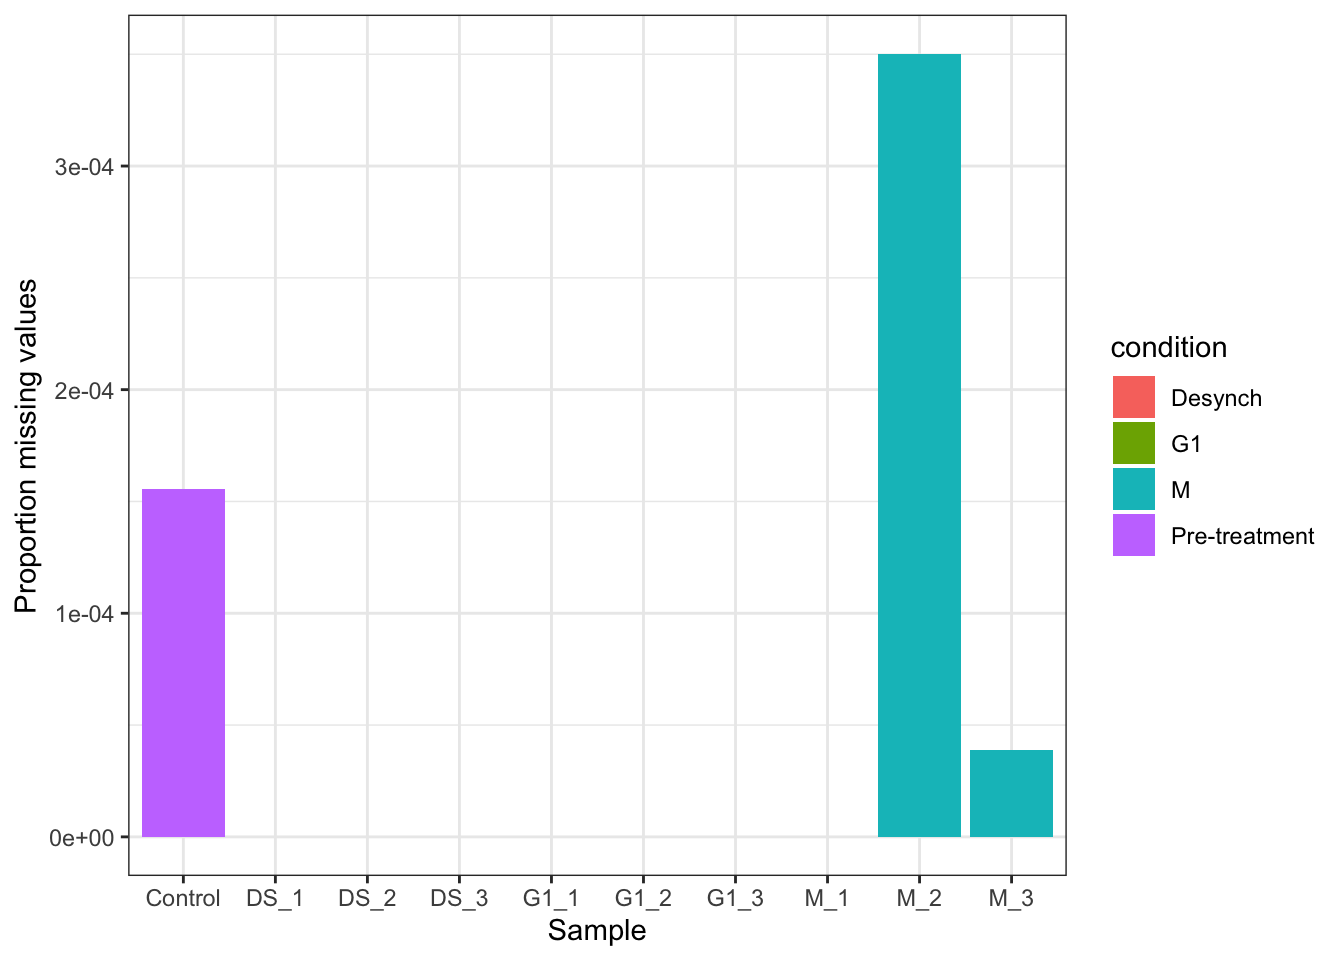 Proportion missing values
3e-04
2e-04
1e-04
0e+00
Control DS_1 DS_2 DS_3 G1_1 G1_2 G1_3 M_1 M_2 M_3
Sample
condition
Desynch
G1
M
Pre-treatment